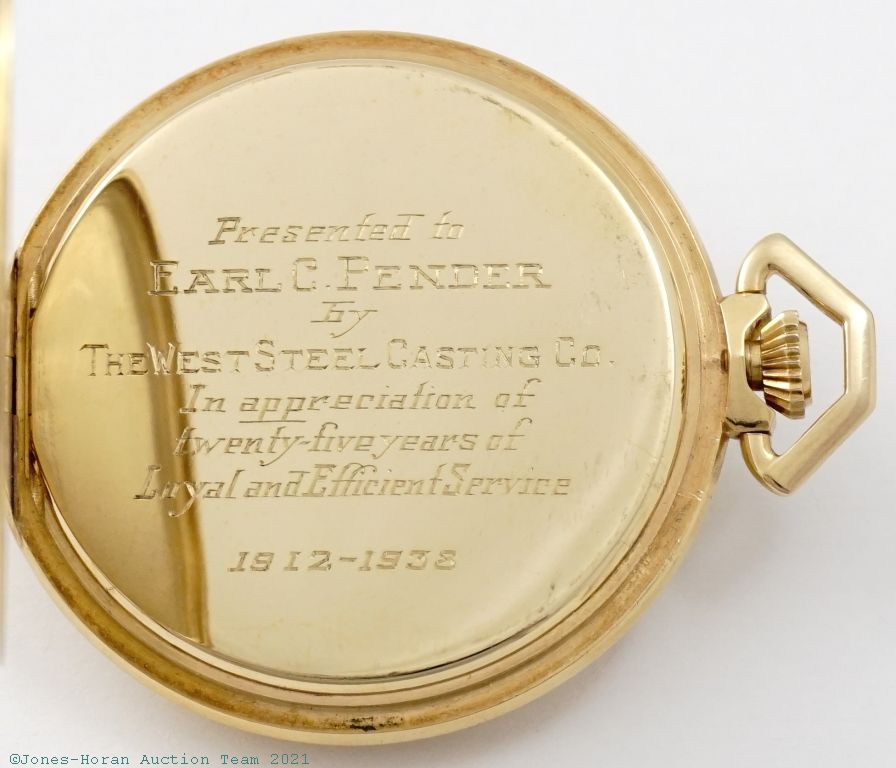 Presented to
EARL C. PENDER
by
THE WEST STEEL CASTING CO.
In appreciation of
twenty-five years of
Loyal and Efficient Service
1912-1938
©Jones-Horan Auction Team 2021